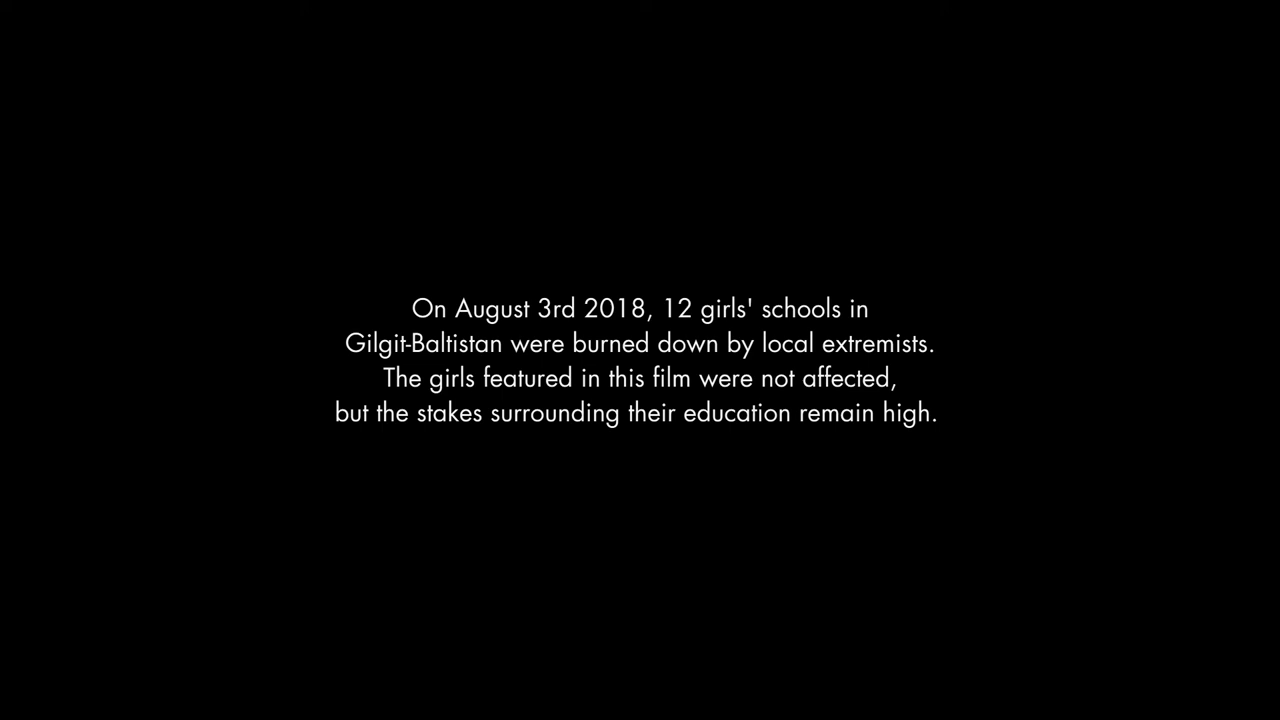 On August 3rd 2018, 12 girls' schools in
Gilgit-Baltistan were burned down by local extremists.
The girls featured in this film were not affected,
but the stakes surrounding their education remain high.